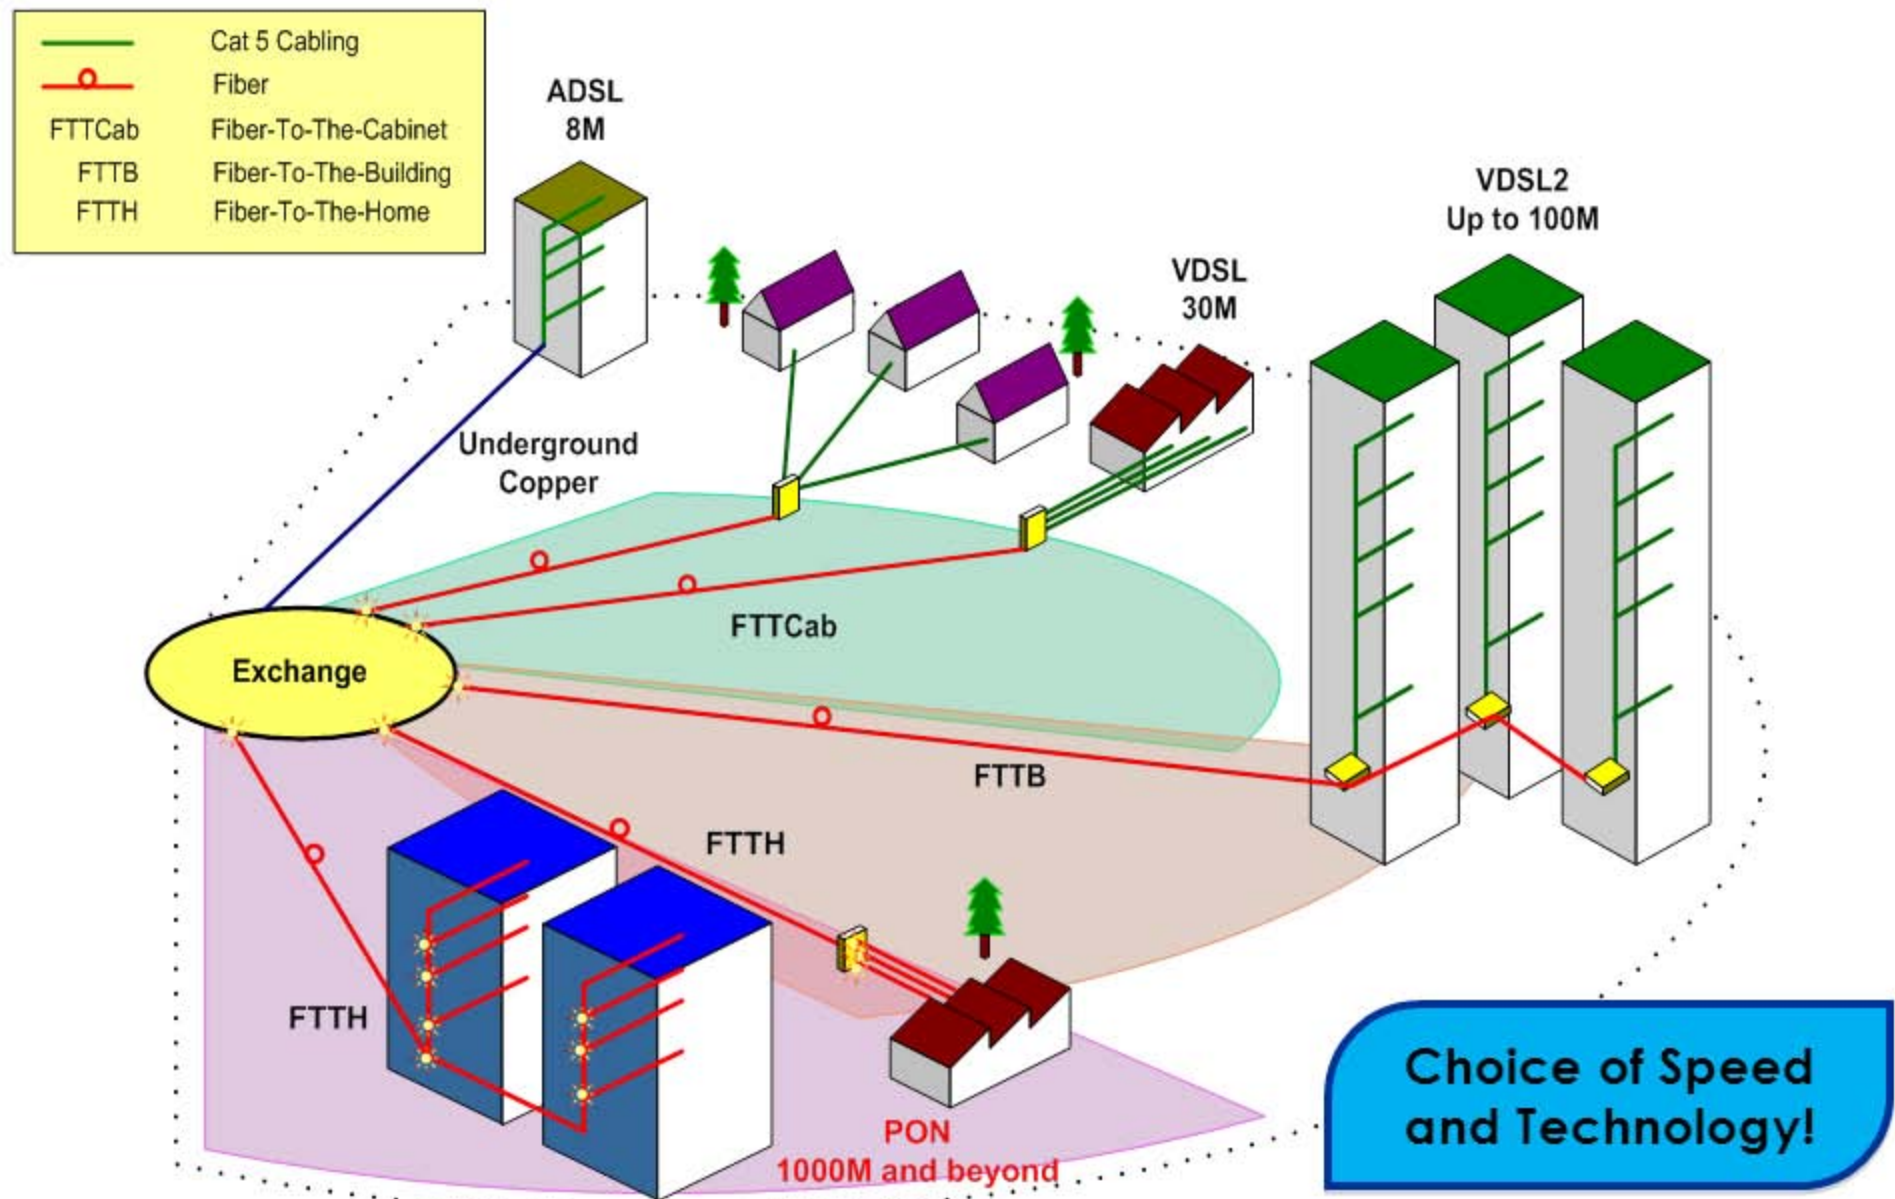 Cat 5 Cabling
Fiber
FTTCab Fiber-To-The-Cabinet
FTTB Fiber-To-The-Building
FTTH Fiber-To-The-Home
ADSL
8M
VDSL2
Up to 100M
VDSL
30M
Underground
Copper
FTTCab
Exchange
FTTB
FTTH
FTTH
PON
1000M and beyond
Choice of Speed
and Technology!